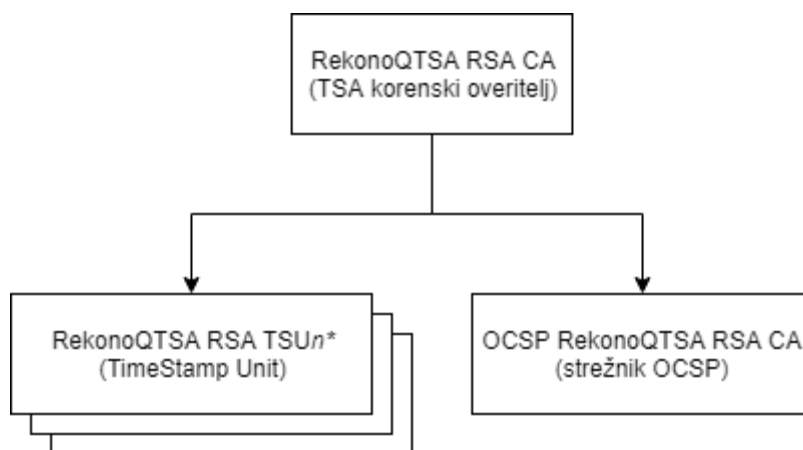 RekonoQTSA RSA CA
(TSA korenski overitelj)
RekonoQTSA RSA TSUn*
(TimeStamp Unit)
OCSP RekonoQTSA RSA CA
(strežnik OCSP)